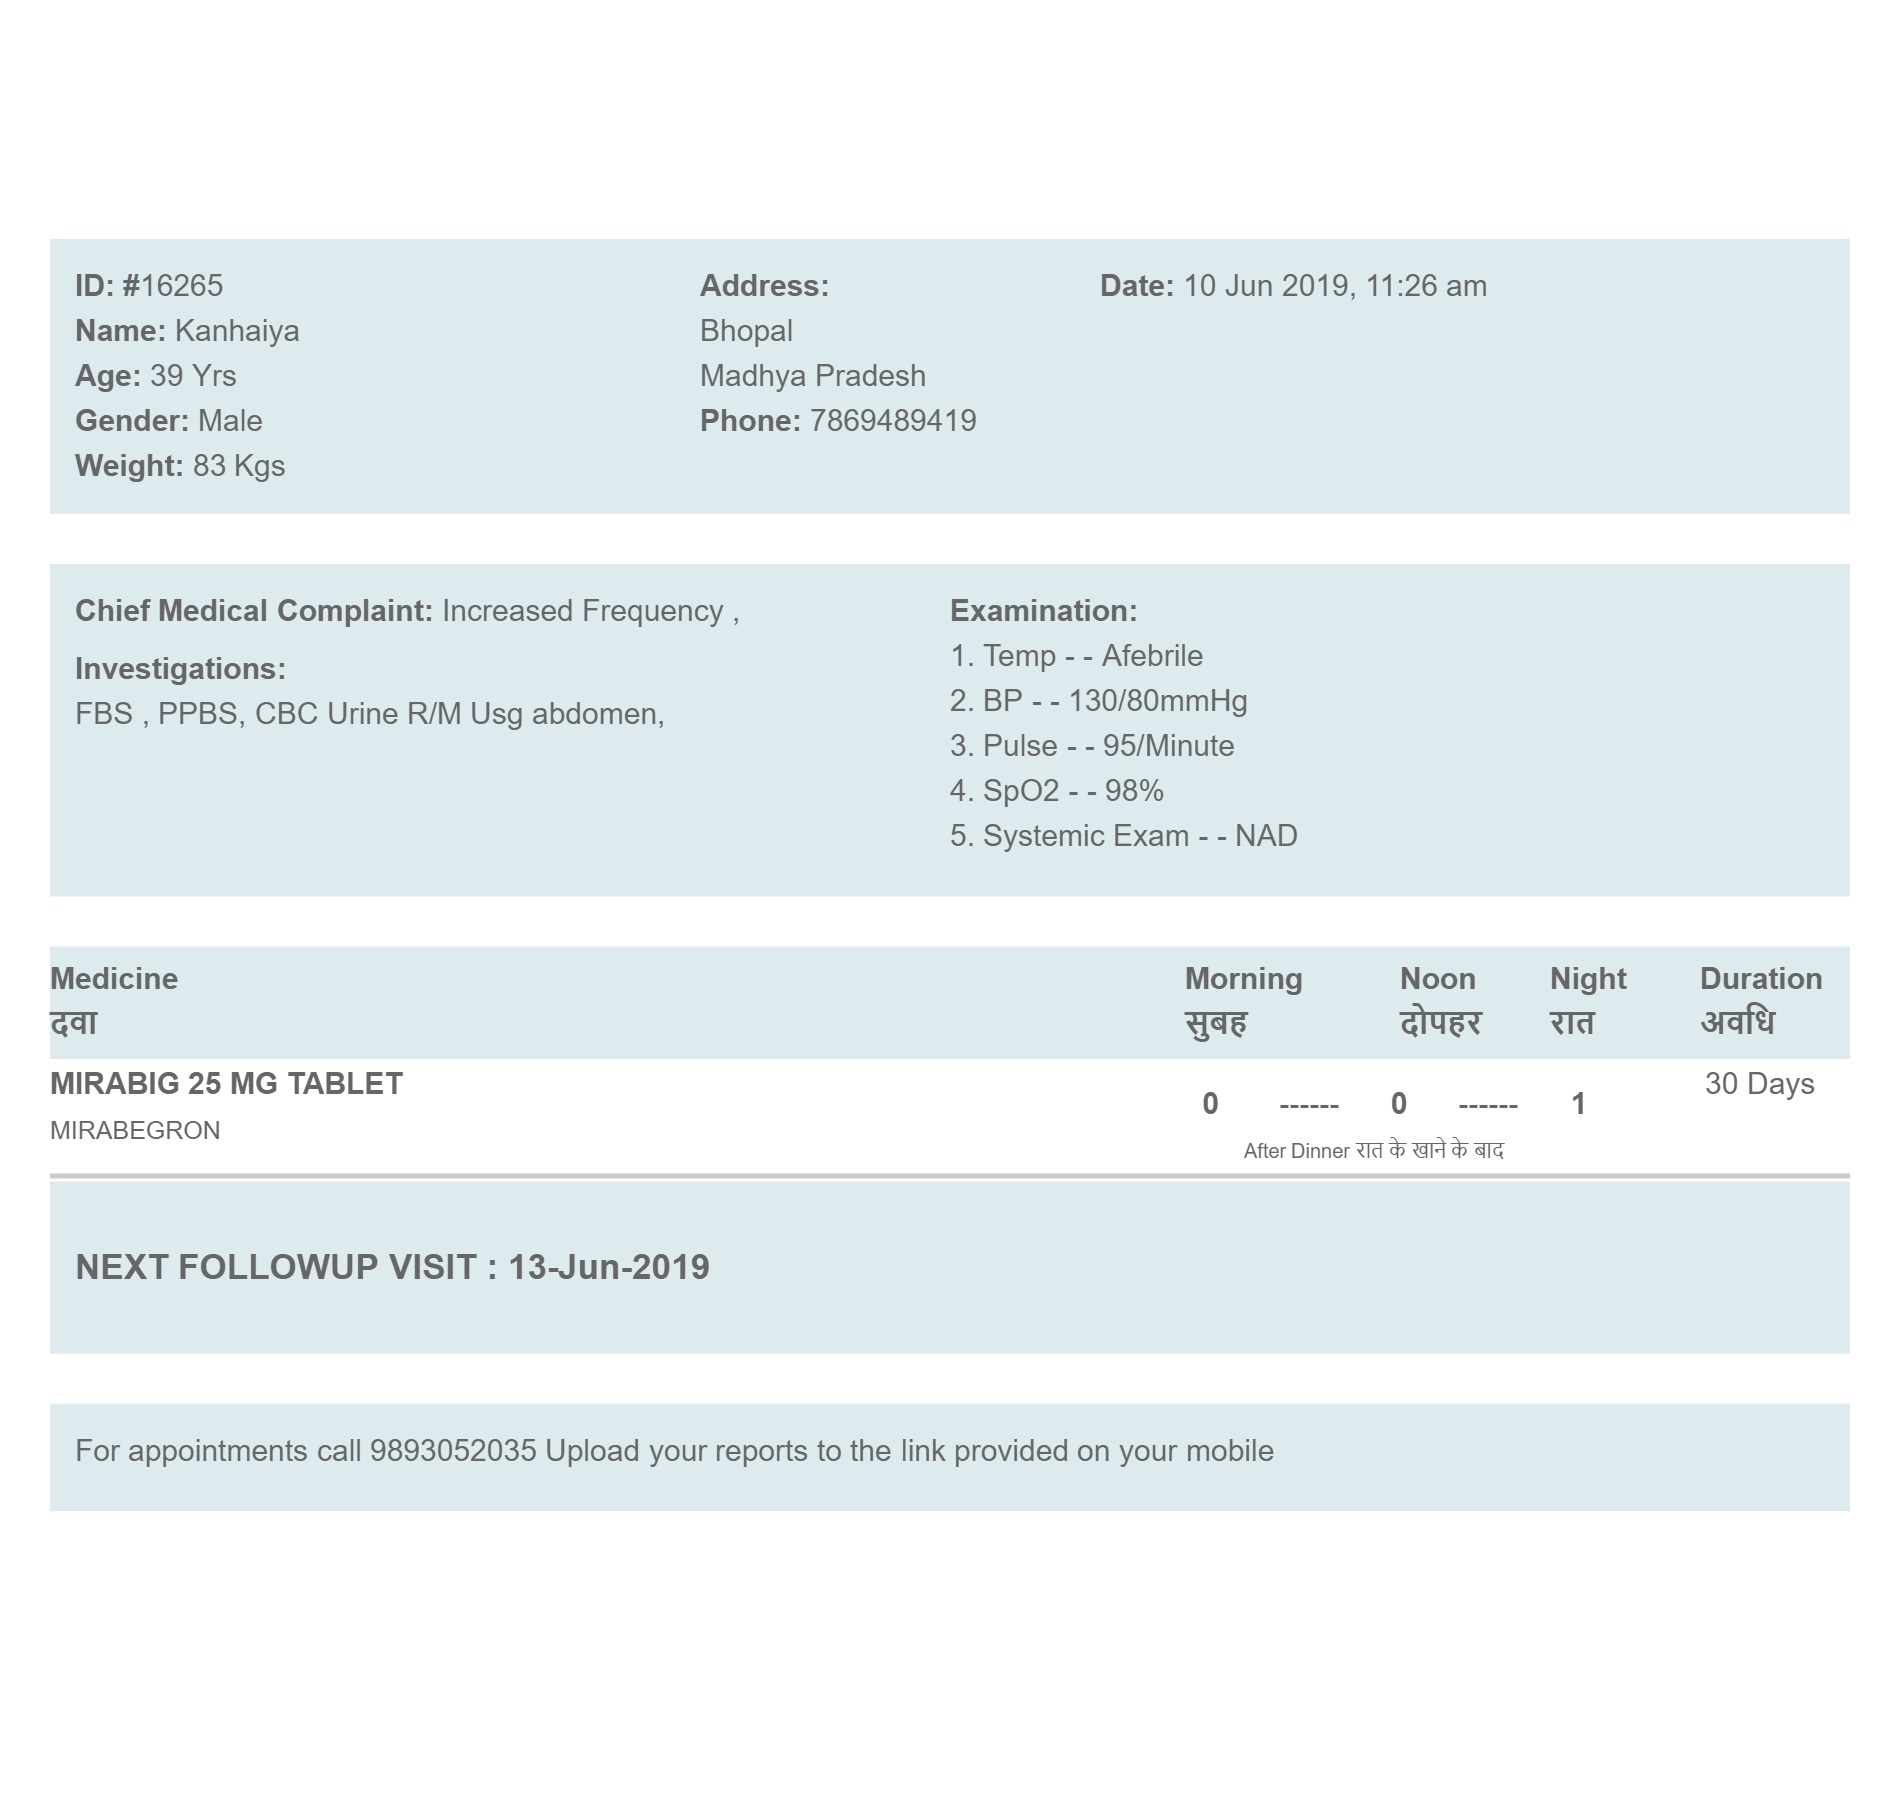 ID: #16265
Name: Kanhaiya
Age: 39 Yrs
Gender: Male
Weight: 83 Kgs
Address:
Bhopal
Madhya Pradesh
Phone: 7869489419
Date: 10 Jun 2019, 11:26 am
Chief Medical Complaint: Increased Frequency ,
Investigations:
FBS , PPBS, CBC Urine R/M Usg abdomen,
Examination:
1. Temp - - Afebrile
2. BP - - 130/80mmHg
3. Pulse - - 95/Minute
4. SpO2 - - 98%
5. Systemic Exam - - NAD
Medicine Morning Noon Night Duration
दवा सुबह दोपहर रात अवधि
MIRABIG 25 MG TABLET 0 ------ 0 ------ 1 30 Days
MIRABEGRON
After Dinner रात के खाने के बाद
NEXT FOLLOWUP VISIT : 13-Jun-2019
For appointments call 9893052035 Upload your reports to the link provided on your mobile